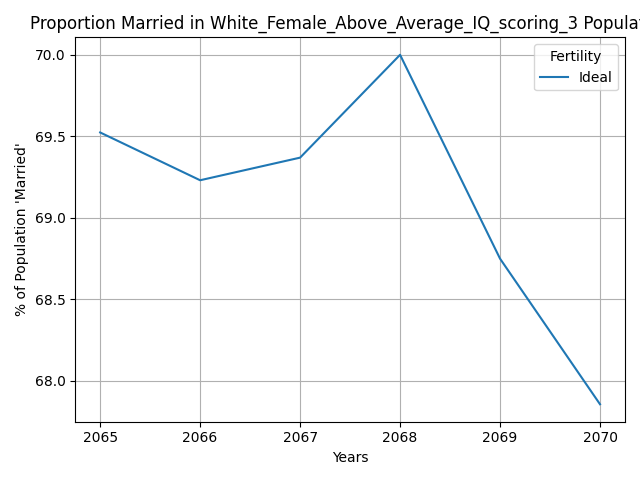 Proportion Married in White_Female_Above_Average_IQ_scoring_3 Popula
Fertility
Ideal
% of Population 'Married'
70.0
69.5
69.0
68.5
68.0
2065 2066 2067 2068 2069 2070
Years